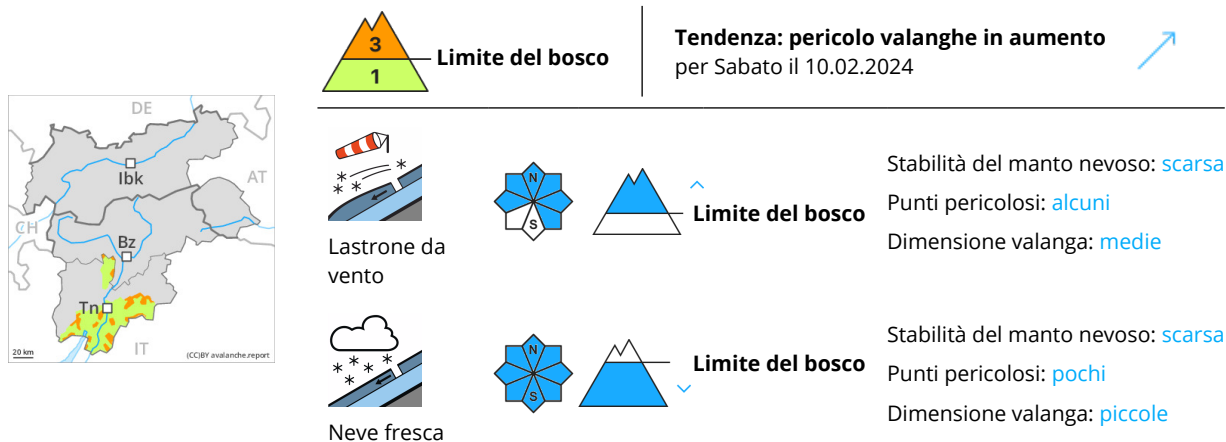 3
1
Limite del bosco
Tendenza: pericolo valanghe in aumento
per Sabato il 10.02.2024
DE
AT
CH
IT
Ibk
Bz
Tn
20 km
(CC)BY avalanche.report
Lastrone da
vento
N
S
Limite del bosco
Stabilità del manto nevoso: scarsa
Punti pericolosi: alcuni
Dimensione valanga: medie
Neve fresca
N
S
Limite del bosco
Stabilità del manto nevoso: scarsa
Punti pericolosi: pochi
Dimensione valanga: piccole